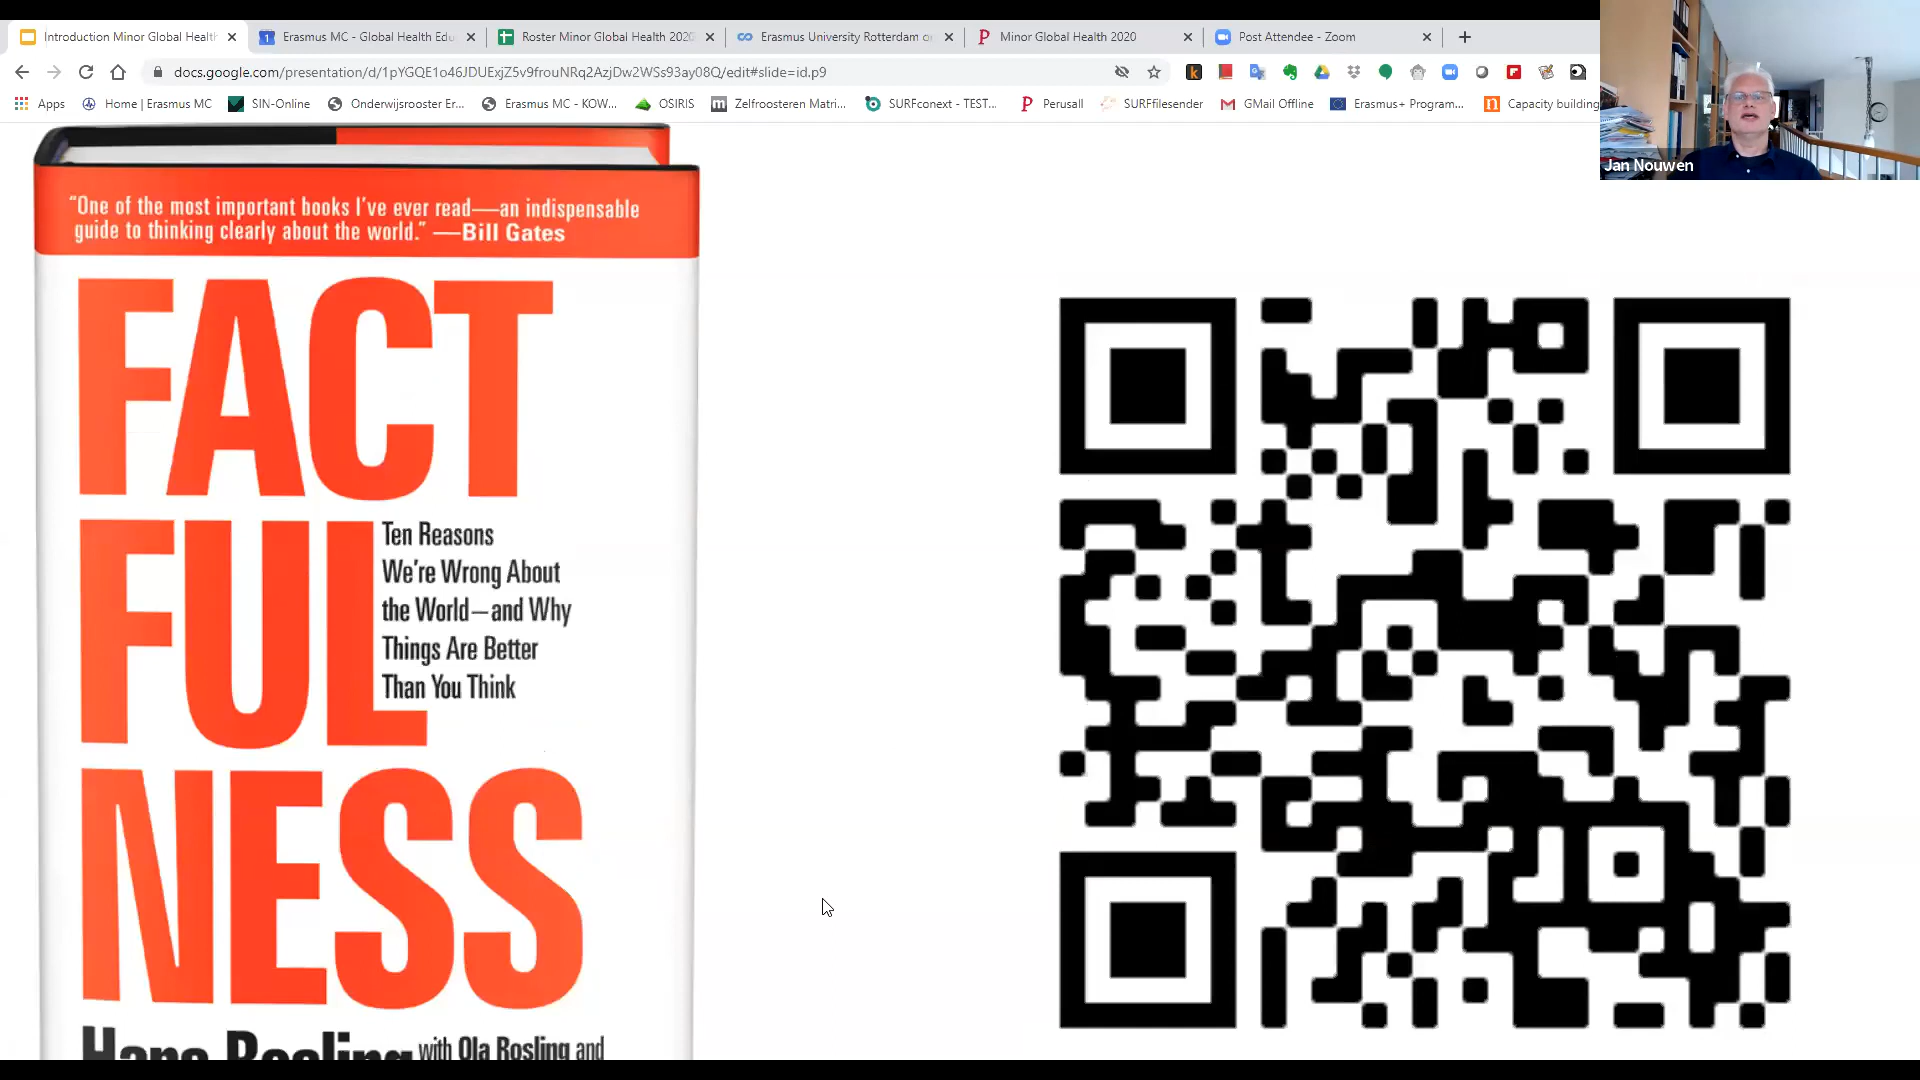 Introduction Minor Global Health
Erasmus MC - Global Health Edu
Roster Minor Global Health 2020
Erasmus University Rotterdam o
Minor Global Health 2020
Post Attendee - Zoom
docs.google.com/presentation/d/1pYGQE1o46JDUExjZ5v9frouNRq2AzjDw2WSs93ay08Q/edit#slide=id.p9
Apps
Home | Erasmus MC
SIN-Online
Onderwijsrooster Er...
Erasmus MC - KOW...
OSIRIS
Zelfroosteren Matri...
SURFconext - TEST...
Perusall
SURFfilesender
GMail Offline
Erasmus+ Program...
Capacity building
Jan Nouwen
"One of the most important books I've ever read—an indispensable
guide to thinking clearly about the world." —Bill Gates
FACT
FUL
NESS
Ten Reasons
We're Wrong About
the World—and Why
Things Are Better
Than You Think
Hans Rosling with Ola Rosling and